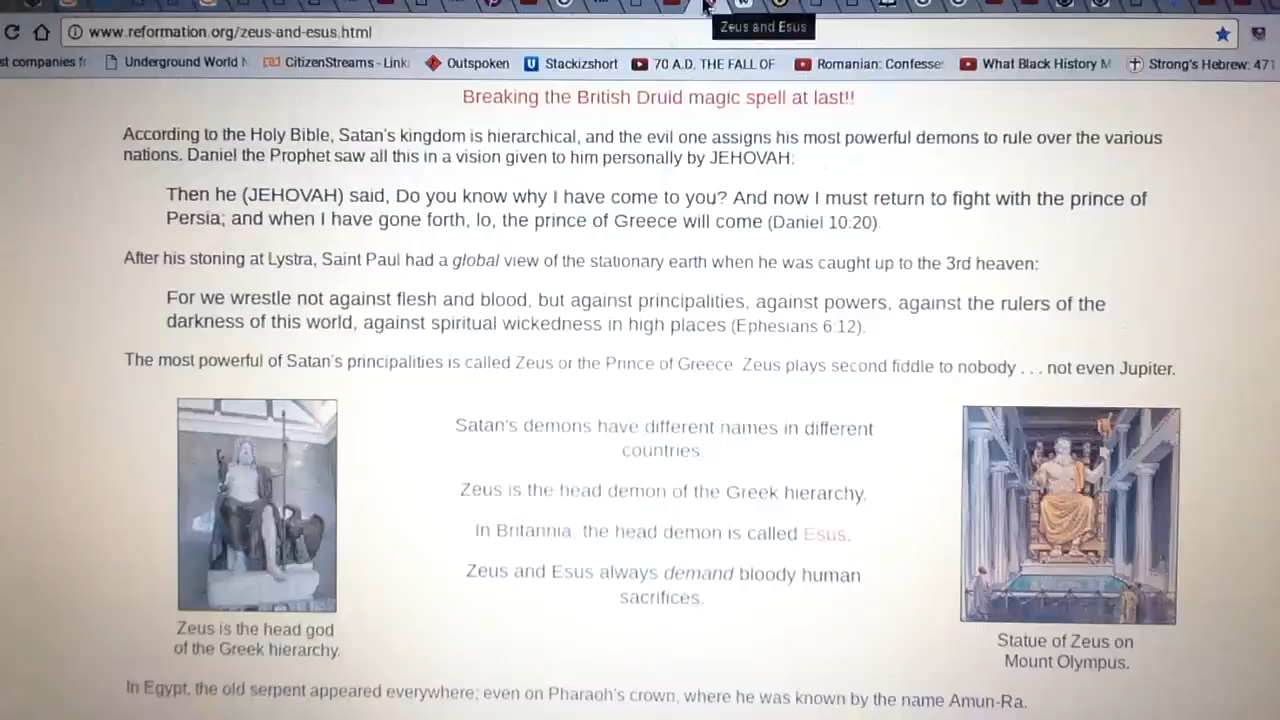 Zeus and Esus
www.reformation.org/zeus-and-esus.html
st companies f
Underground World N
CitizenStreams - Link
Outspoken
Stackizshort
70 A.D. THE FALL OF
Romanian: Confesse
What Black History M
Strong's Hebrew: 471
Breaking the British Druid magic spell at last!!
According to the Holy Bible, Satan's kingdom is hierarchical, and the evil one assigns his most powerful demons to rule over the various
nations. Daniel the Prophet saw all this in a vision given to him personally by JEHOVAH:
Then he (JEHOVAH) said, Do you know why I have come to you? And now I must return to fight with the prince of
Persia; and when I have gone forth, lo, the prince of Greece will come (Daniel 10:20).
After his stoning at Lystra, Saint Paul had a global view of the stationary earth when he was caught up to the 3rd heaven:
For we wrestle not against flesh and blood, but against principalities, against powers, against the rulers of the
darkness of this world, against spiritual wickedness in high places (Ephesians 6:12).
The most powerful of Satan's principalities is called Zeus or the Prince of Greece. Zeus plays second fiddle to nobody . . . not even Jupiter.
Satan's demons have different names in different
countries.
Zeus is the head demon of the Greek hierarchy.
In Britannia, the head demon is called Esus.
Zeus and Esus always demand bloody human
sacrifices.
Zeus is the head god
of the Greek hierarchy.
Statue of Zeus on
Mount Olympus.
In Egypt, the old serpent appeared everywhere; even on Pharaoh's crown, where he was known by the name Amun-Ra.